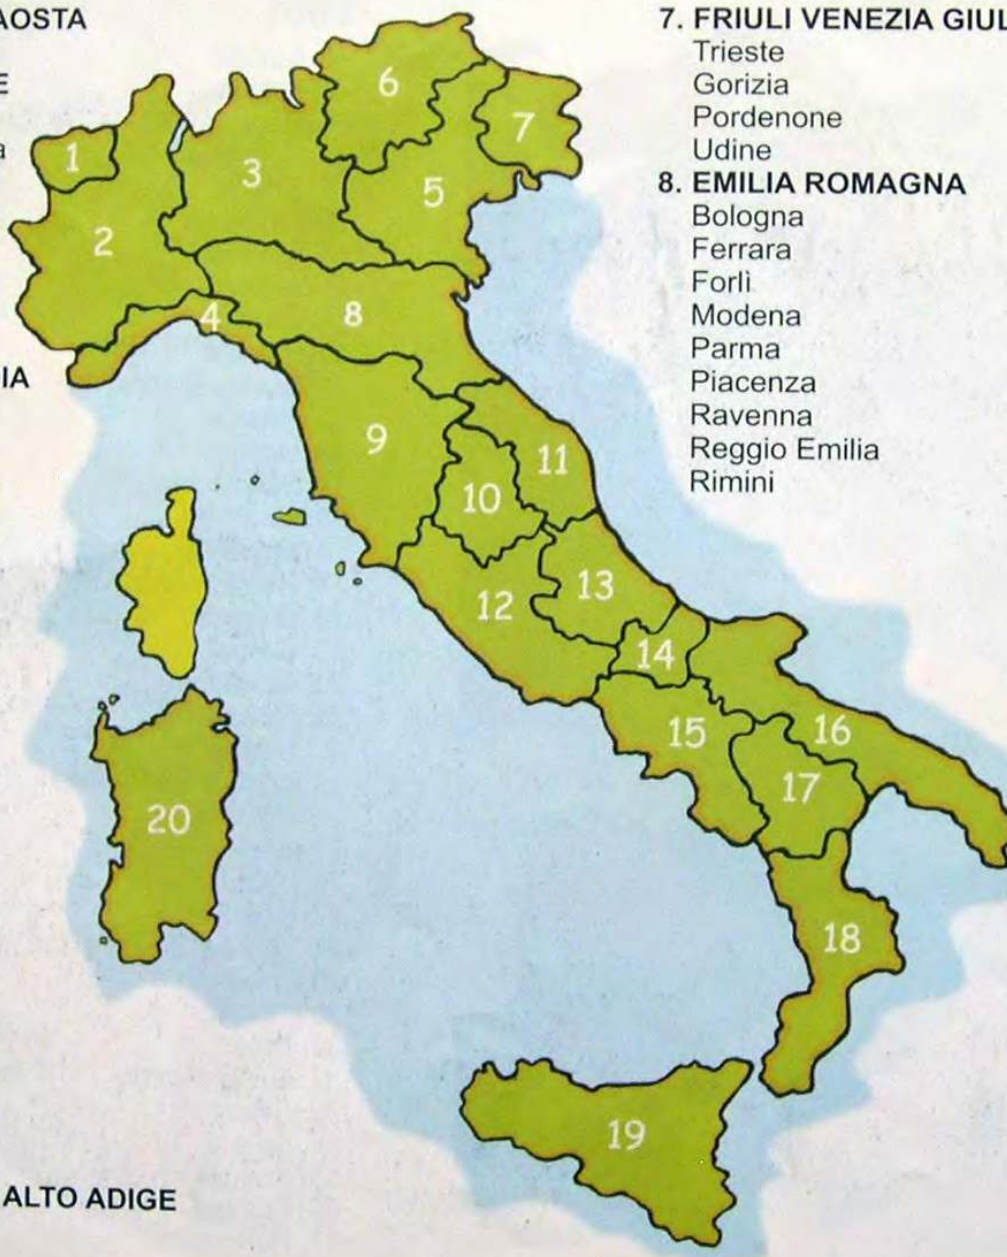 AOSTA
E
a
IA
ALTO ADIGE
1
2
3
4
5
6
7
8
9
10
11
12
13
14
15
16
17
18
19
20
7. FRIULI VENEZIA GIUL
Trieste
Gorizia
Pordenone
Udine
8. EMILIA ROMAGNA
Bologna
Ferrara
Forlì
Modena
Parma
Piacenza
Ravenna
Reggio Emilia
Rimini